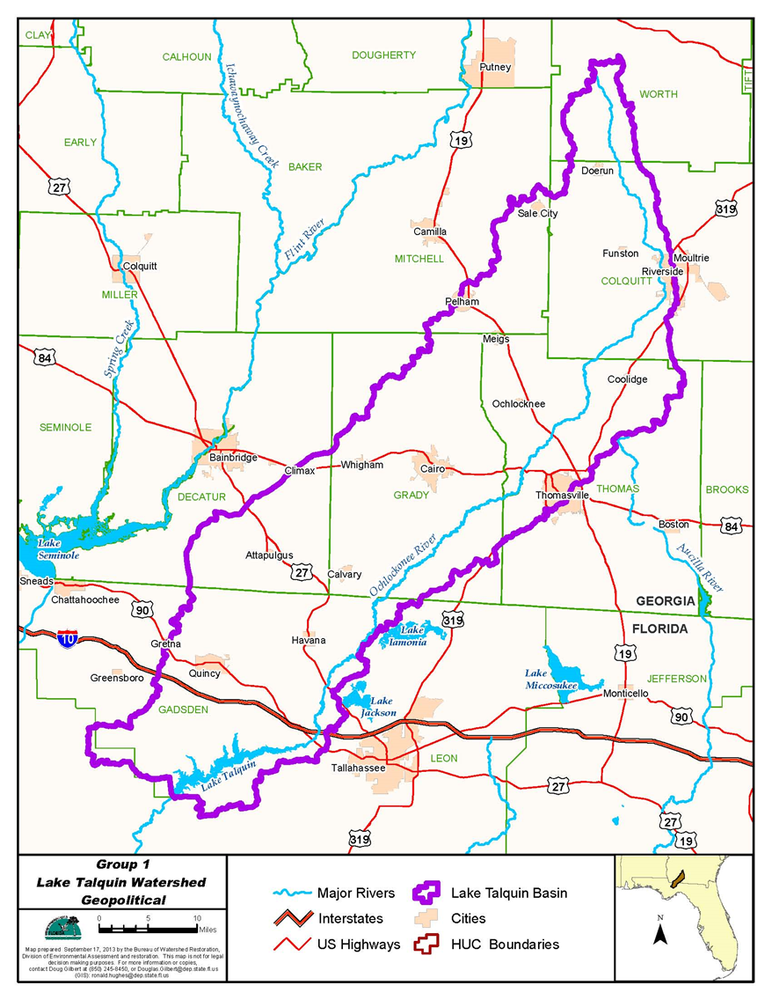 CLAY
CALHOUN
DOUGHERTY
Putney
WORTH
TIFT
Ichawaynochaway Creek
EARLY
BAKER
19
27
Doerun
Sale City
319
Flint River
Camilla
MITCHELL
Funston
Moultrie
Riverside
COLQUITT
Colquitt
MILLER
Pelham
Spring Creek
Meigs
84
Coolidge
Ochlocknee
SEMINOLE
Bainbridge
Climax
Whigham
Cairo
DECATUR
GRADY
Thomasville
THOMAS
BROOKS
Boston
84
Lake
Seminole
Attapulgus
27
Calvary
Ochlockonee River
Aucilla River
Sneads
Chattahoochee
90
GEORGIA
FLORIDA
319
10
Gretna
Havana
Lake
Iamonia
19
Greensboro
Quincy
Lake
Miccosukee
JEFFERSON
Monticello
GADSDEN
Lake
Jackson
90
Lake Talquin
Tallahassee
LEON
27
27
319
19
Group 1
Lake Talquin Watershed
Geopolitical
FLORIDA
0 5 10
Miles
Map prepared September 17, 2013 by the Bureau of Watershed Restoration,
Division of Environmental Assessment and restoration. This map is not for legal
decision making purposes. For more information or copies,
contact Doug Gilbert at (850) 245-8450, or Douglas.Gilbert@dep.state.fl.us
(GIS): ronald.hughes@dep.state.fl.us
Major Rivers
Lake Talquin Basin
Interstates
Cities
US Highways
HUC Boundaries
N